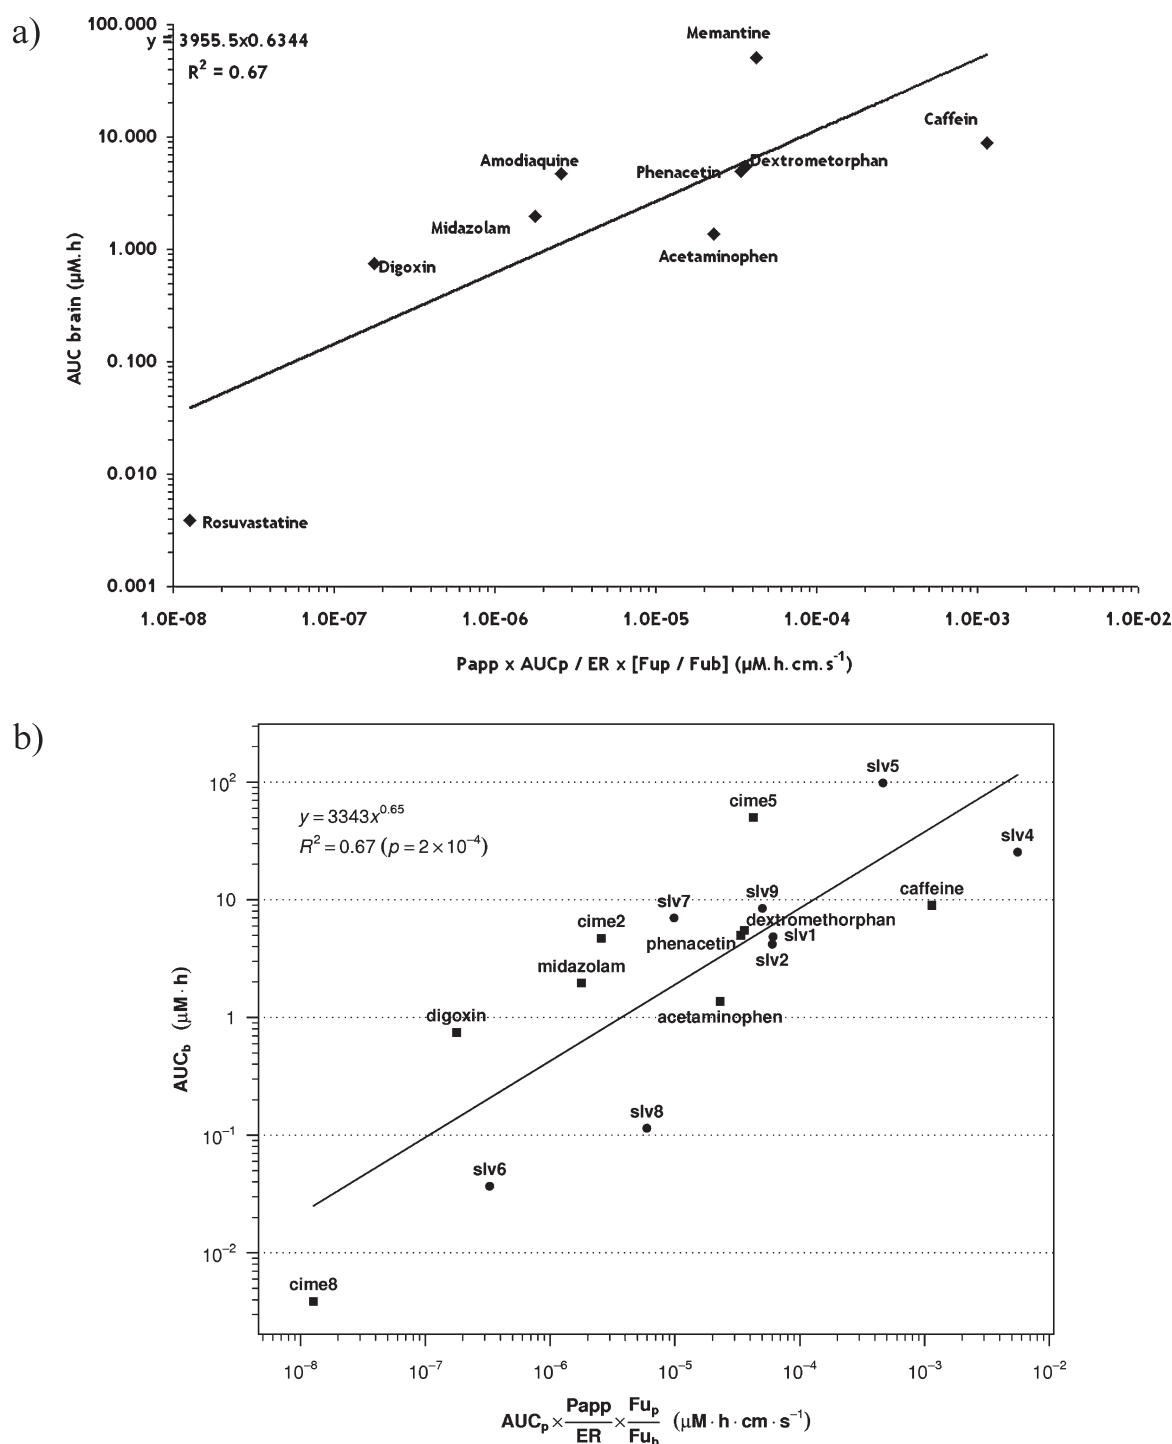 a)
100.000
y = 3955.5x0.6344
R² = 0.67
Memantine
Caffein
10.000
Amodiaquine
Dextrometorphan
Phenacetin
Midazolam
1.000
Acetaminophen
Digoxin
AUC brain (µM.h)
0.100
0.010
Rosuvastatine
0.001
1.0E-08 1.0E-07 1.0E-06 1.0E-05 1.0E-04 1.0E-03 1.0E-02
Papp x AUCp / ER x [Fup / Fub] (µM.h.cm.s⁻¹)
b)
10²
slv5
cime5
y = 3343x^0.65
R² = 0.67 (p = 2 × 10⁻⁴)
slv4
caffeine
10
slv9
slv7
cime2
dextromethorphan
slv1
phenacetin
slv2
midazolam
digoxin
acetaminophen
1
AUC_b (µM · h)
slv8
10⁻¹
slv6
10⁻²
cime8
10⁻⁸ 10⁻⁷ 10⁻⁶ 10⁻⁵ 10⁻⁴ 10⁻³ 10⁻²
AUC_p × Papp/ER × Fu_p/Fu_b (µM · h · cm · s⁻¹)